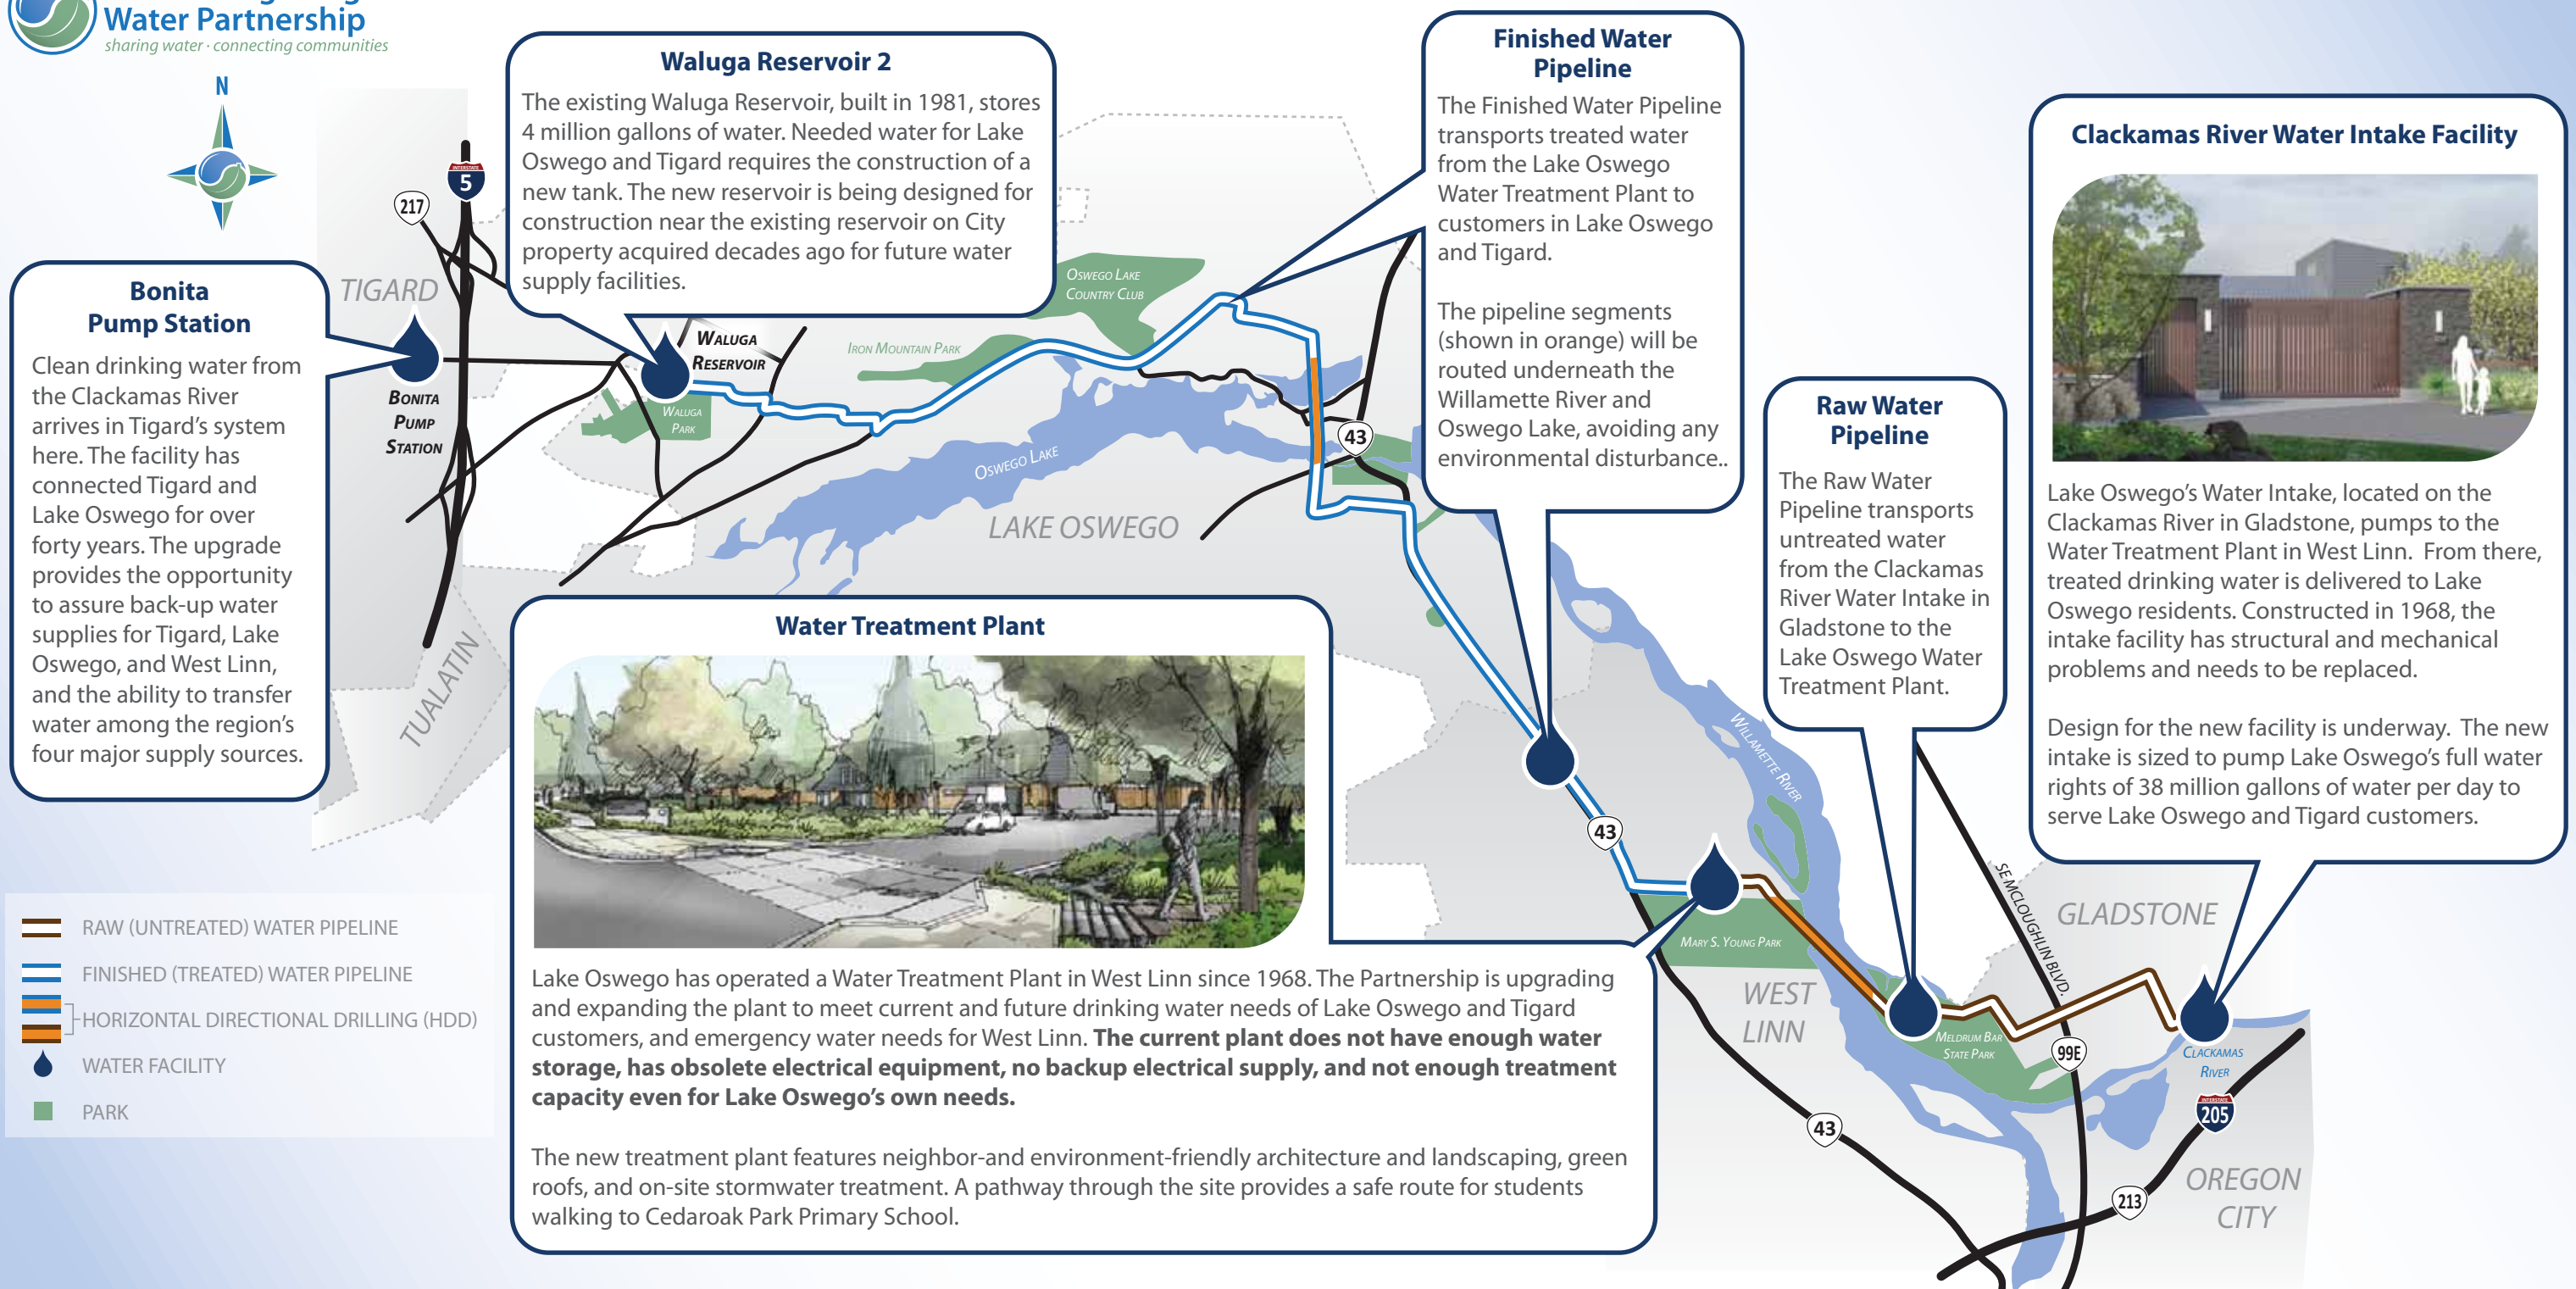 Water Partnership
sharing water · connecting communities
N
Waluga Reservoir 2
The existing Waluga Reservoir, built in 1981, stores
4 million gallons of water. Needed water for Lake
Oswego and Tigard requires the construction of a
new tank. The new reservoir is being designed for
construction near the existing reservoir on City
property acquired decades ago for future water
supply facilities.
Finished Water
Pipeline
The Finished Water Pipeline
transports treated water
from the Lake Oswego
Water Treatment Plant to
customers in Lake Oswego
and Tigard.
The pipeline segments
(shown in orange) will be
routed underneath the
Willamette River and
Oswego Lake, avoiding any
environmental disturbance..
Clackamas River Water Intake Facility
Lake Oswego's Water Intake, located on the
Clackamas River in Gladstone, pumps to the
Water Treatment Plant in West Linn. From there,
treated drinking water is delivered to Lake
Oswego residents. Constructed in 1968, the
intake facility has structural and mechanical
problems and needs to be replaced.
Design for the new facility is underway. The new
intake is sized to pump Lake Oswego's full water
rights of 38 million gallons of water per day to
serve Lake Oswego and Tigard customers.
Bonita
Pump Station
Clean drinking water from
the Clackamas River
arrives in Tigard's system
here. The facility has
connected Tigard and
Lake Oswego for over
forty years. The upgrade
provides the opportunity
to assure back-up water
supplies for Tigard, Lake
Oswego, and West Linn,
and the ability to transfer
water among the region's
four major supply sources.
Raw Water
Pipeline
The Raw Water
Pipeline transports
untreated water
from the Clackamas
River Water Intake in
Gladstone to the
Lake Oswego Water
Treatment Plant.
INTERSTATE
5
217
TIGARD
BONITA
PUMP
STATION
TUALATIN
WALUGA
RESERVOIR
WALUGA
PARK
IRON MOUNTAIN PARK
OSWEGO LAKE
COUNTRY CLUB
OSWEGO LAKE
LAKE OSWEGO
43
Water Treatment Plant
Lake Oswego has operated a Water Treatment Plant in West Linn since 1968. The Partnership is upgrading
and expanding the plant to meet current and future drinking water needs of Lake Oswego and Tigard
customers, and emergency water needs for West Linn. The current plant does not have enough water
storage, has obsolete electrical equipment, no backup electrical supply, and not enough treatment
capacity even for Lake Oswego's own needs.
The new treatment plant features neighbor-and environment-friendly architecture and landscaping, green
roofs, and on-site stormwater treatment. A pathway through the site provides a safe route for students
walking to Cedaroak Park Primary School.
WILLAMETTE RIVER
43
MARY S. YOUNG PARK
WEST
LINN
SE MCLOUGHLIN BLVD.
GLADSTONE
MELDRUM BAR
STATE PARK
99E
CLACKAMAS
RIVER
INTERSTATE
205
43
213
OREGON
CITY
RAW (UNTREATED) WATER PIPELINE
FINISHED (TREATED) WATER PIPELINE
HORIZONTAL DIRECTIONAL DRILLING (HDD)
WATER FACILITY
PARK